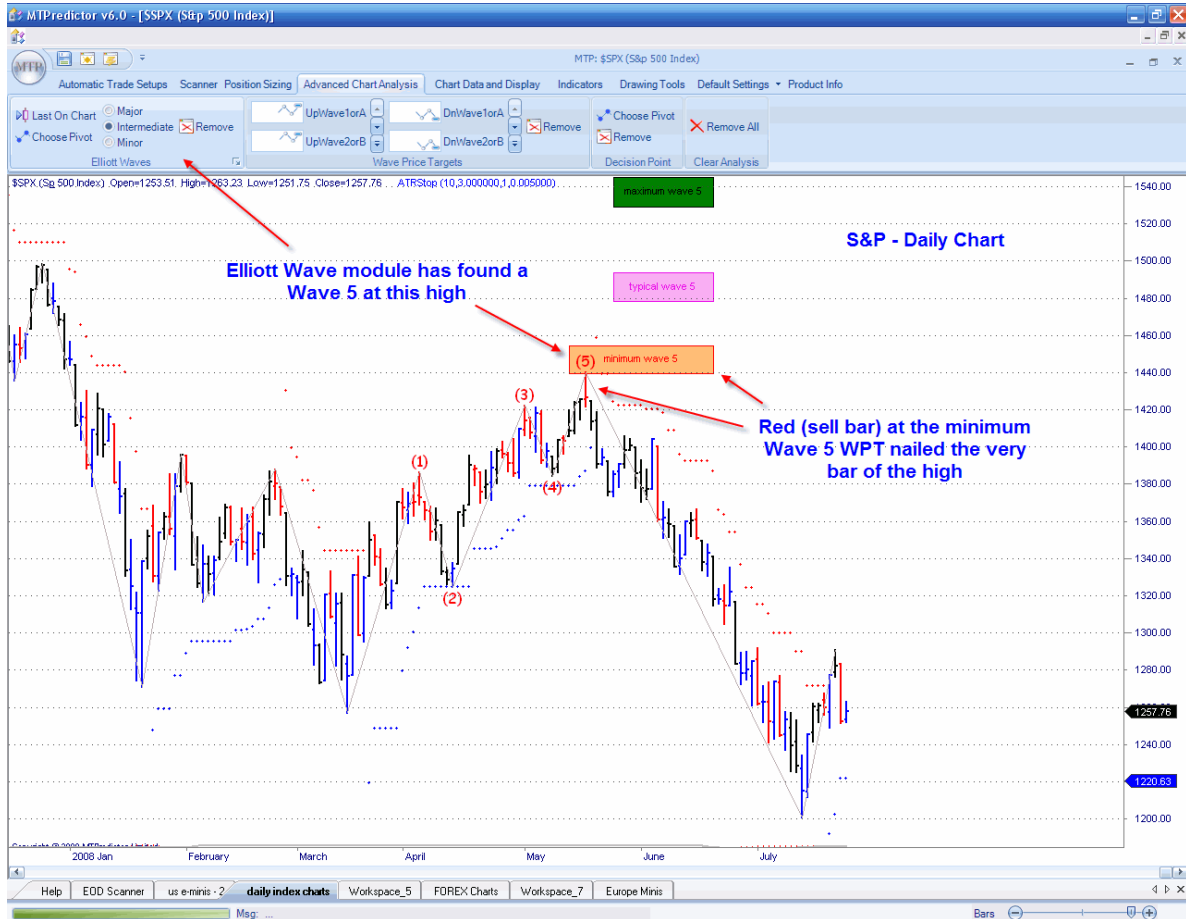 MTPredictor v6.0 - [$SPX (S&p 500 Index)]
MTP
MTP: $SPX (S&p 500 Index)
Automatic Trade Setups Scanner Position Sizing Advanced Chart Analysis Chart Data and Display Indicators Drawing Tools Default Settings Product Info
Last On Chart
Choose Pivot
Major
Intermediate
Minor
Remove
Elliott Waves
UpWave1orA
UpWave2orB
DnWave1orA
DnWave2orB
Remove
Wave Price Targets
Choose Pivot
Remove
Decision Point
Remove All
Clear Analysis
$SPX (S&p 500 Index) Open=1253.51 High=1263.23 Low=1251.75 Close=1257.76 ATRStop (10,3.000000,1,0.005000)
maximum wave 5
S&P - Daily Chart
Elliott Wave module has found a
Wave 5 at this high
typical wave 5
minimum wave 5
(5)
(3)
Red (sell bar) at the minimum
Wave 5 WPT nailed the very
bar of the high
(1)
(4)
(2)
1540.00
1520.00
1500.00
1480.00
1460.00
1440.00
1420.00
1400.00
1380.00
1360.00
1340.00
1320.00
1300.00
1280.00
1257.76
1240.00
1220.63
1200.00
2008 Jan February March April May June July
Help EOD Scanner us e-minis - 2 daily index charts Workspace_5 FOREX Charts Workspace_7 Europe Minis
Msg: ...
Bars